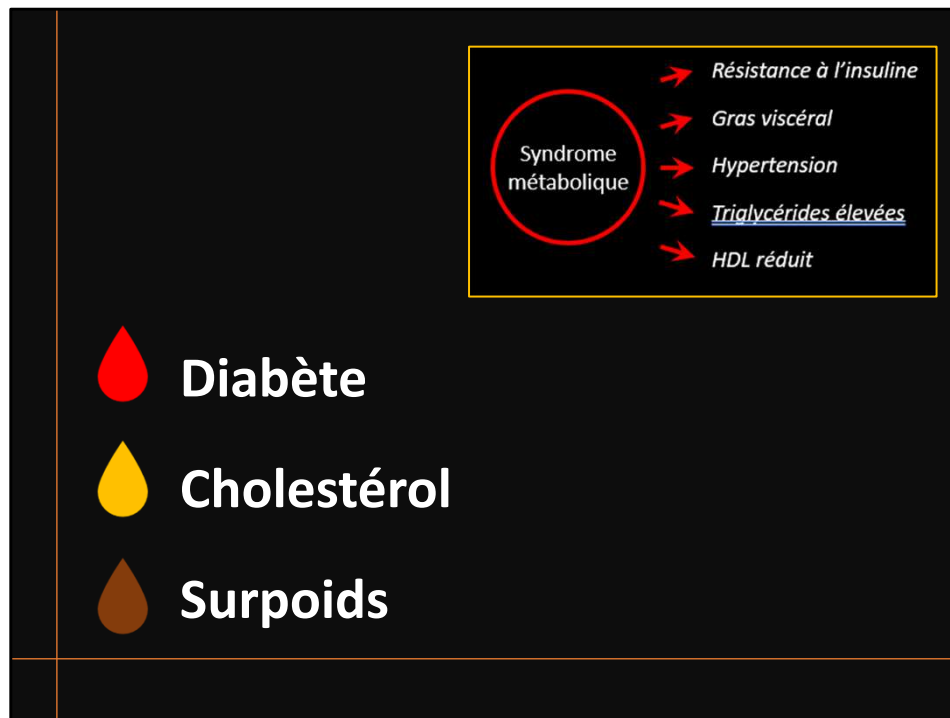 Syndrome
métabolique
Résistance à l'insuline
Gras viscéral
Hypertension
Triglycérides élevées
HDL réduit
Diabète
Cholestérol
Surpoids